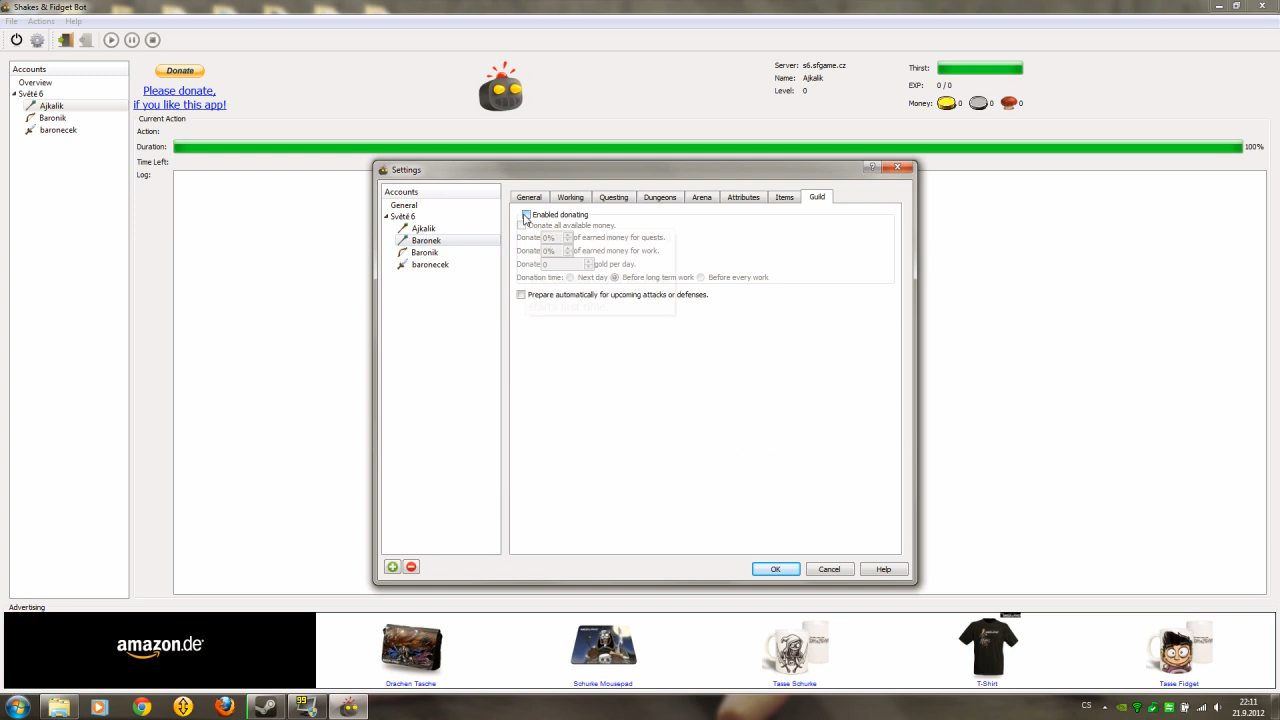 Shakes & Fidget Bot
File Actions Help
Accounts
Overview
Světě 6
Ajkalik
Baronik
baronecek
Donate
Please donate,
if you like this app!
Server: s6.sfgame.cz
Name: Ajkalik
Level: 0
Thirst:
EXP: 0 / 0
Money: 0 0 0
Current Action
Action:
Duration: 100%
Time Left:
Log:
Settings
Accounts
General
Světě 6
Ajkalik
Baronek
Baronik
baronecek
General Working Questing Dungeons Arena Attributes Items Guild
Enabled donating
Donate all available money.
Donate 0% of earned money for quests.
Donate 0% of earned money for work.
Donate 0 gold per day.
Donation time: Next day Before long term work Before every work
Prepare automatically for upcoming attacks or defenses.
OK Cancel Help
Advertising
amazon.de
Drachen Tasche
Schurke Mousepad
Tasse Schurke
T-Shirt
Tasse Fidget
99
CS
22:11
21.9.2012